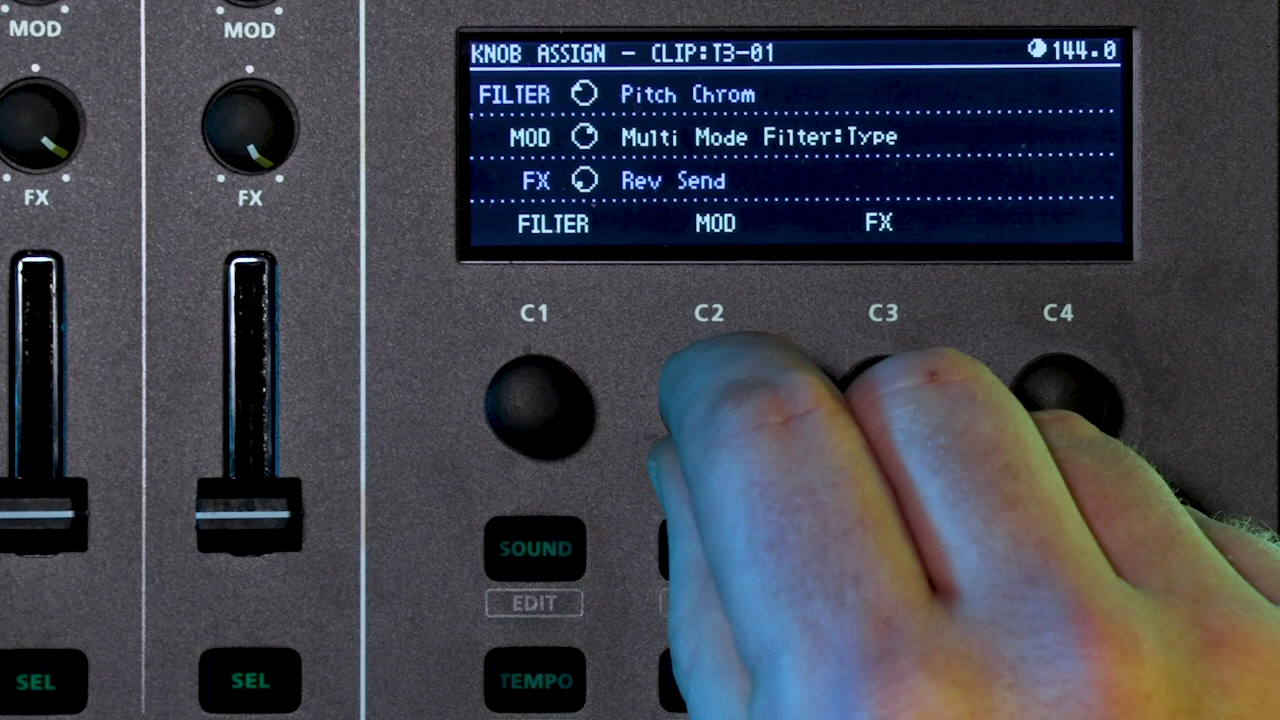 MOD
MOD
KNOB ASSIGN - CLIP:T3-01 144.0
FILTER Pitch Chrom
MOD Multi Mode Filter:Type
FX Rev Send
FILTER MOD FX
FX
FX
C1 C2 C3 C4
SOUND
EDIT
SEL
SEL
TEMPO